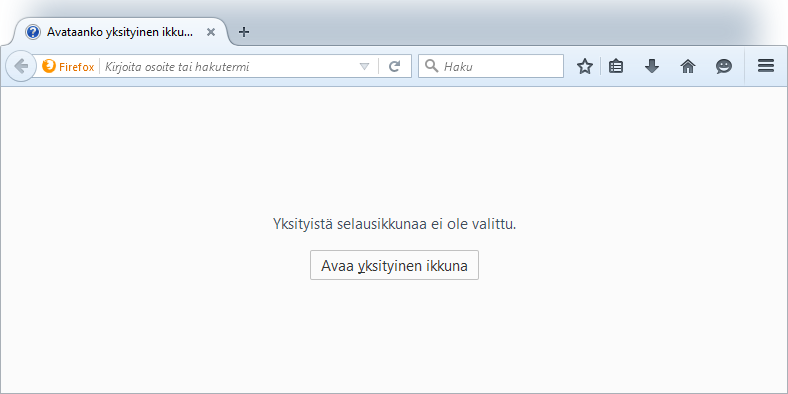 Avataanko yksityinen ikku...
Firefox
Kirjoita osoite tai hakutermi
Haku
Yksityistä selausikkunaa ei ole valittu.
Avaa yksityinen ikkuna